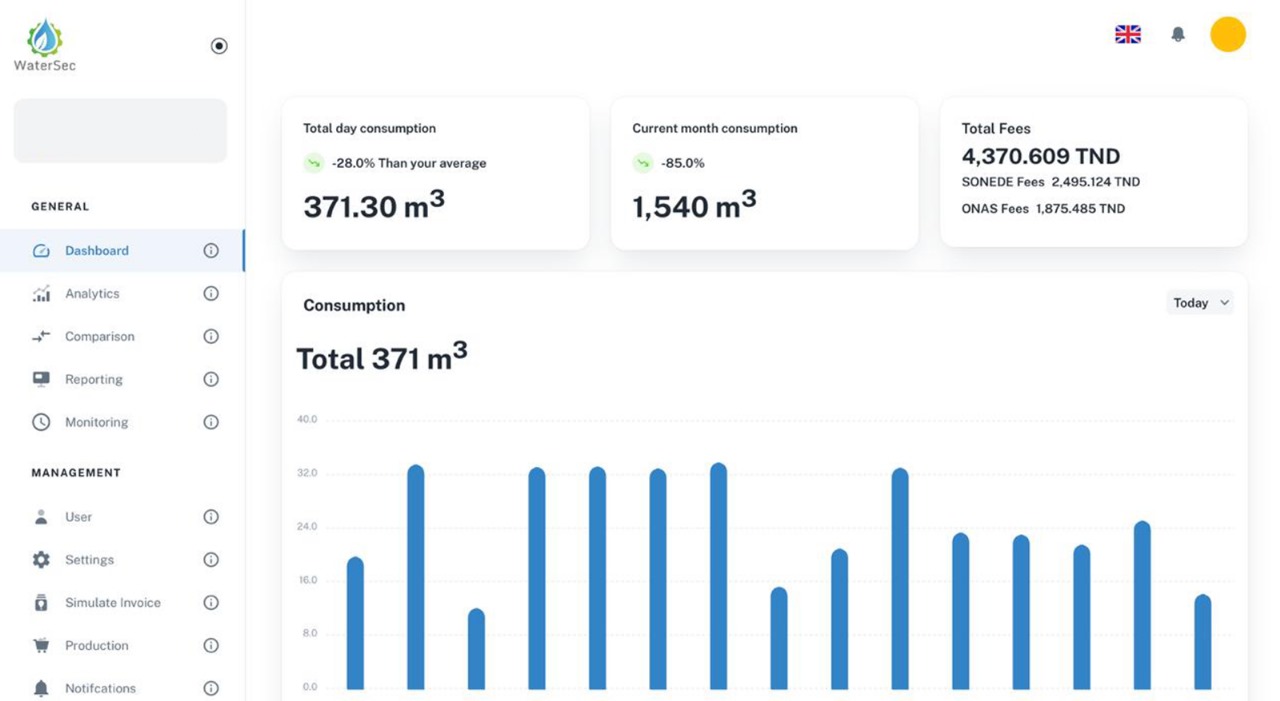 WaterSec
GENERAL
Dashboard
Analytics
Comparison
Reporting
Monitoring
MANAGEMENT
User
Settings
Simulate Invoice
Production
Notifcations
Total day consumption
-28.0% Than your average
371.30 m³
Current month consumption
-85.0%
1,540 m³
Total Fees
4,370.609 TND
SONEDE Fees 2,495.124 TND
ONAS Fees 1,875.485 TND
Consumption
Today
Total 371 m³
40.0
32.0
24.0
16.0
8.0
0.0